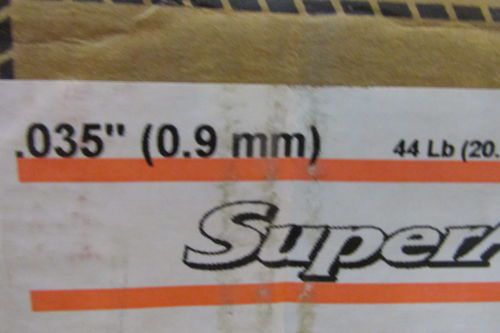 .035" (0.9 mm) 44 Lb (20.
Super